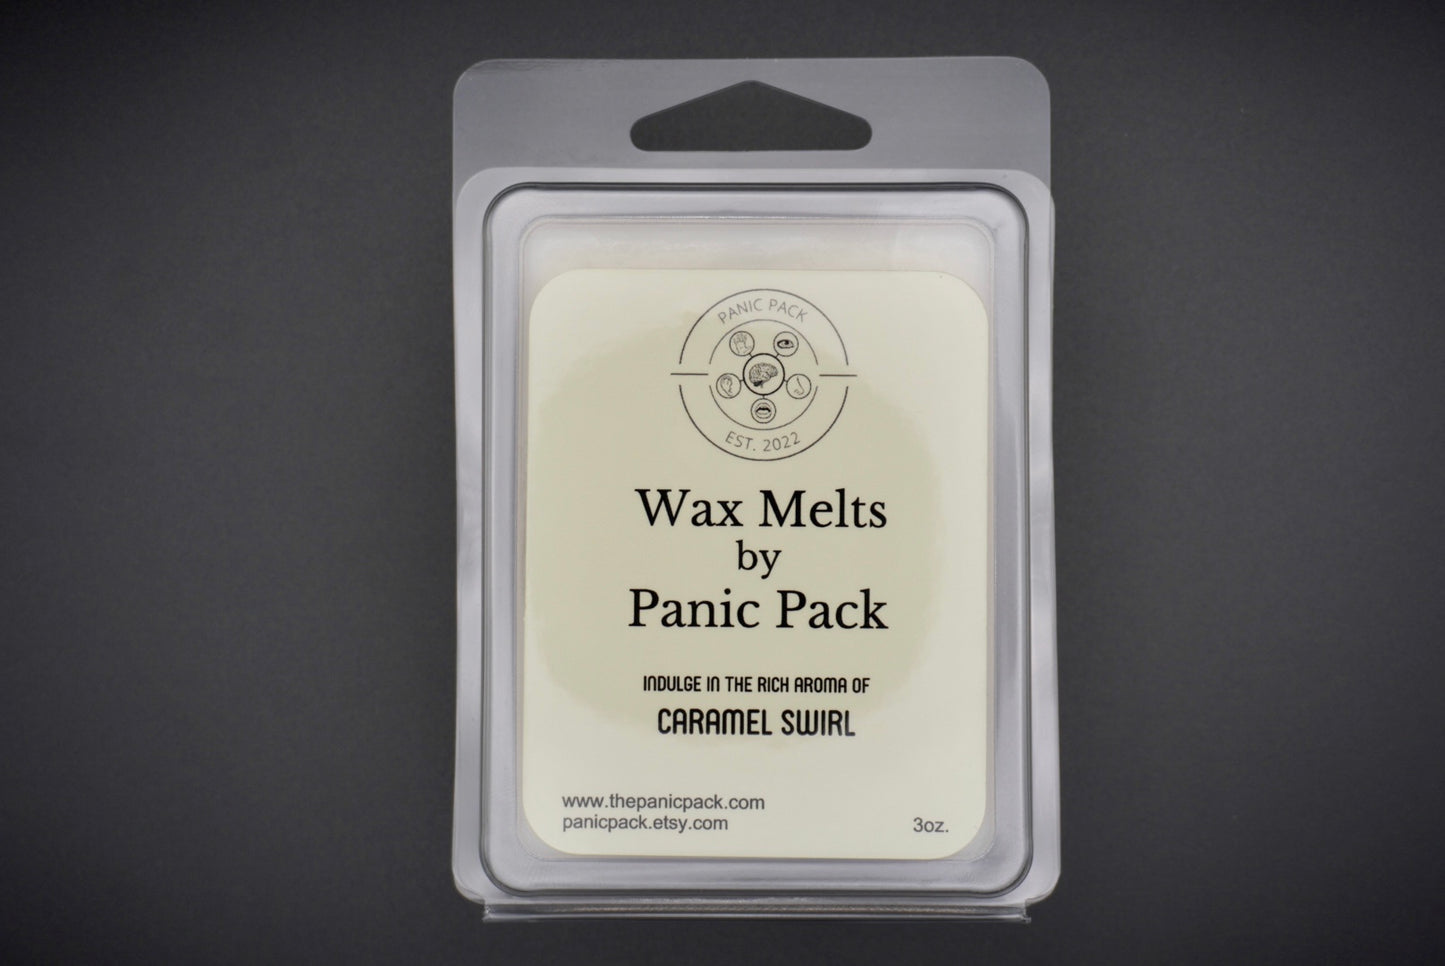 PANIC PACK
EST. 2022
Wax Melts
by
Panic Pack
INDULGE IN THE RICH AROMA OF
CARAMEL SWIRL
www.thepanicpack.com
panicpack.etsy.com
3oz.